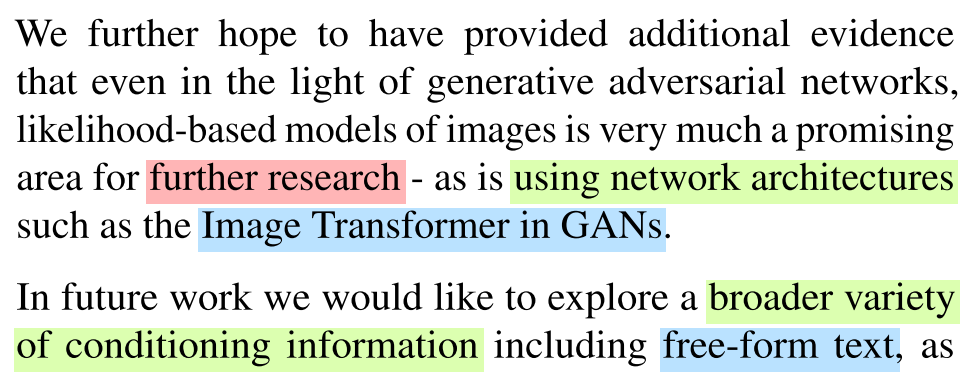 We further hope to have provided additional evidence
that even in the light of generative adversarial networks,
likelihood-based models of images is very much a promising
area for further research - as is using network architectures
such as the Image Transformer in GANs.
In future work we would like to explore a broader variety
of conditioning information including free-form text, as